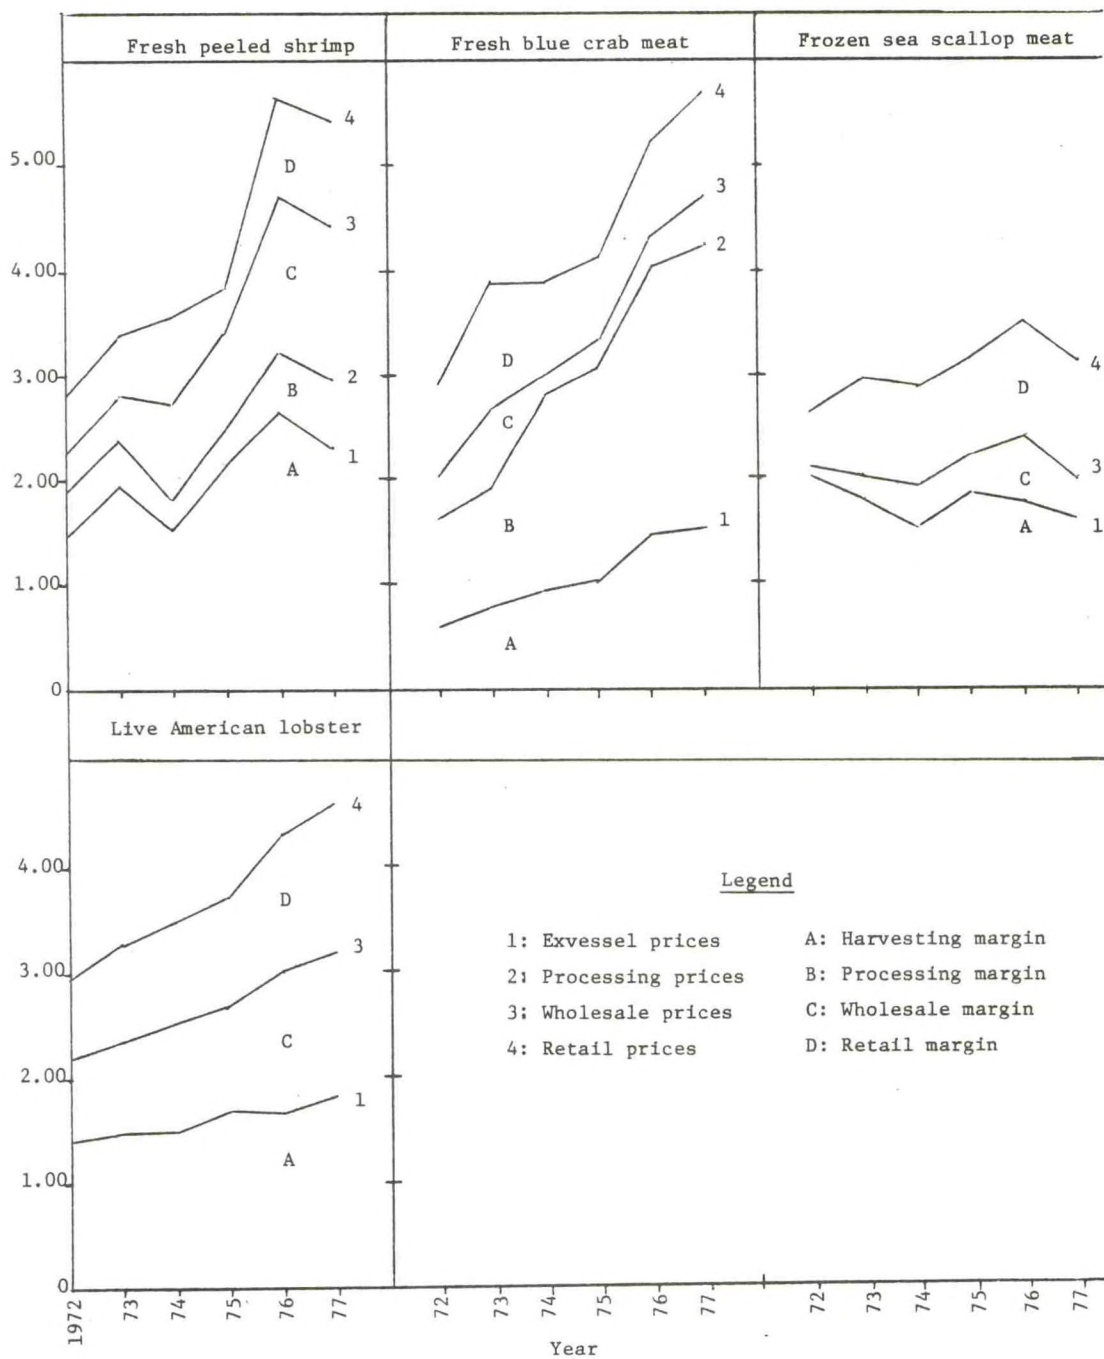 Fresh peeled shrimp
Fresh blue crab meat
Frozen sea scallop meat
5.00
4.00
3.00
2.00
1.00
0
4
D
3
C
2
B
1
A
4
3
2
D
C
B
1
A
4
D
3
C
1
A
Live American lobster
4.00
3.00
2.00
1.00
0
4
D
3
C
1
A
Legend
1: Exvessel prices A: Harvesting margin
2: Processing prices B: Processing margin
3: Wholesale prices C: Wholesale margin
4: Retail prices D: Retail margin
1972 73 74 75 76 77
72 73 74 75 76 77
72 73 74 75 76 77
Year